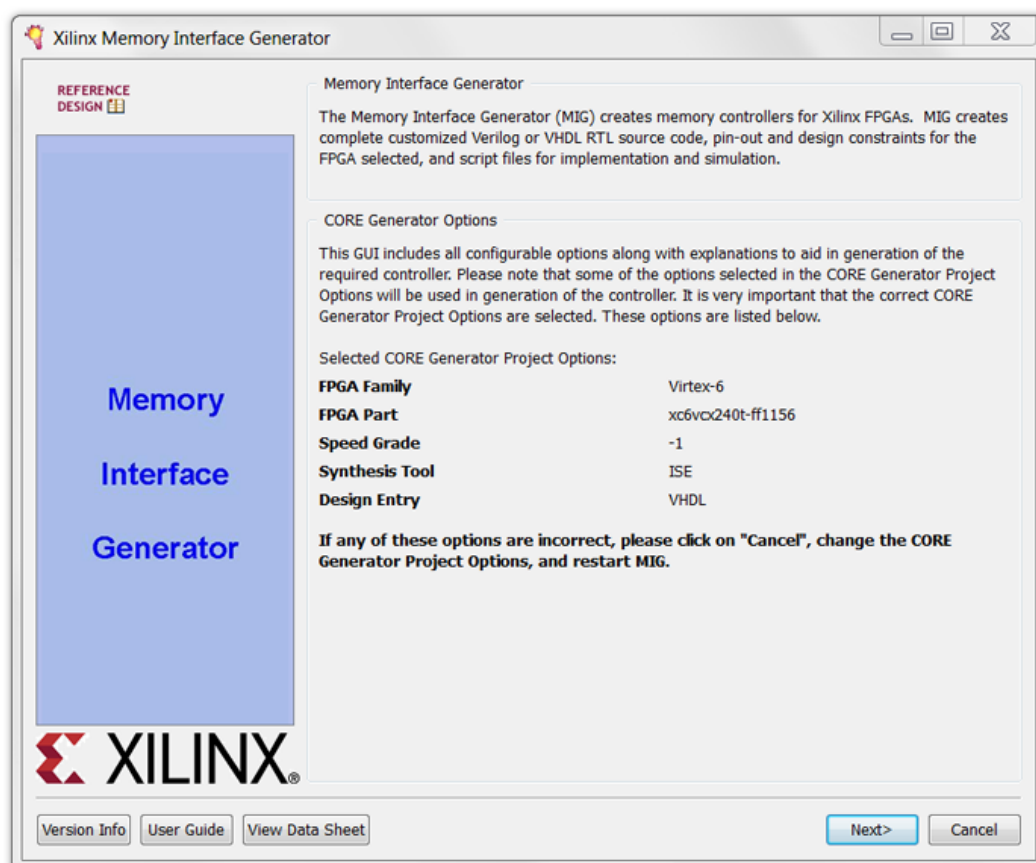 Xilinx Memory Interface Generator
REFERENCE
DESIGN
Memory
Interface
Generator
XILINX®
Memory Interface Generator
The Memory Interface Generator (MIG) creates memory controllers for Xilinx FPGAs. MIG creates
complete customized Verilog or VHDL RTL source code, pin-out and design constraints for the
FPGA selected, and script files for implementation and simulation.
CORE Generator Options
This GUI includes all configurable options along with explanations to aid in generation of the
required controller. Please note that some of the options selected in the CORE Generator Project
Options will be used in generation of the controller. It is very important that the correct CORE
Generator Project Options are selected. These options are listed below.
Selected CORE Generator Project Options:
FPGA Family Virtex-6
FPGA Part xc6vcx240t-ff1156
Speed Grade -1
Synthesis Tool ISE
Design Entry VHDL
If any of these options are incorrect, please click on "Cancel", change the CORE
Generator Project Options, and restart MIG.
Version Info User Guide View Data Sheet Next> Cancel